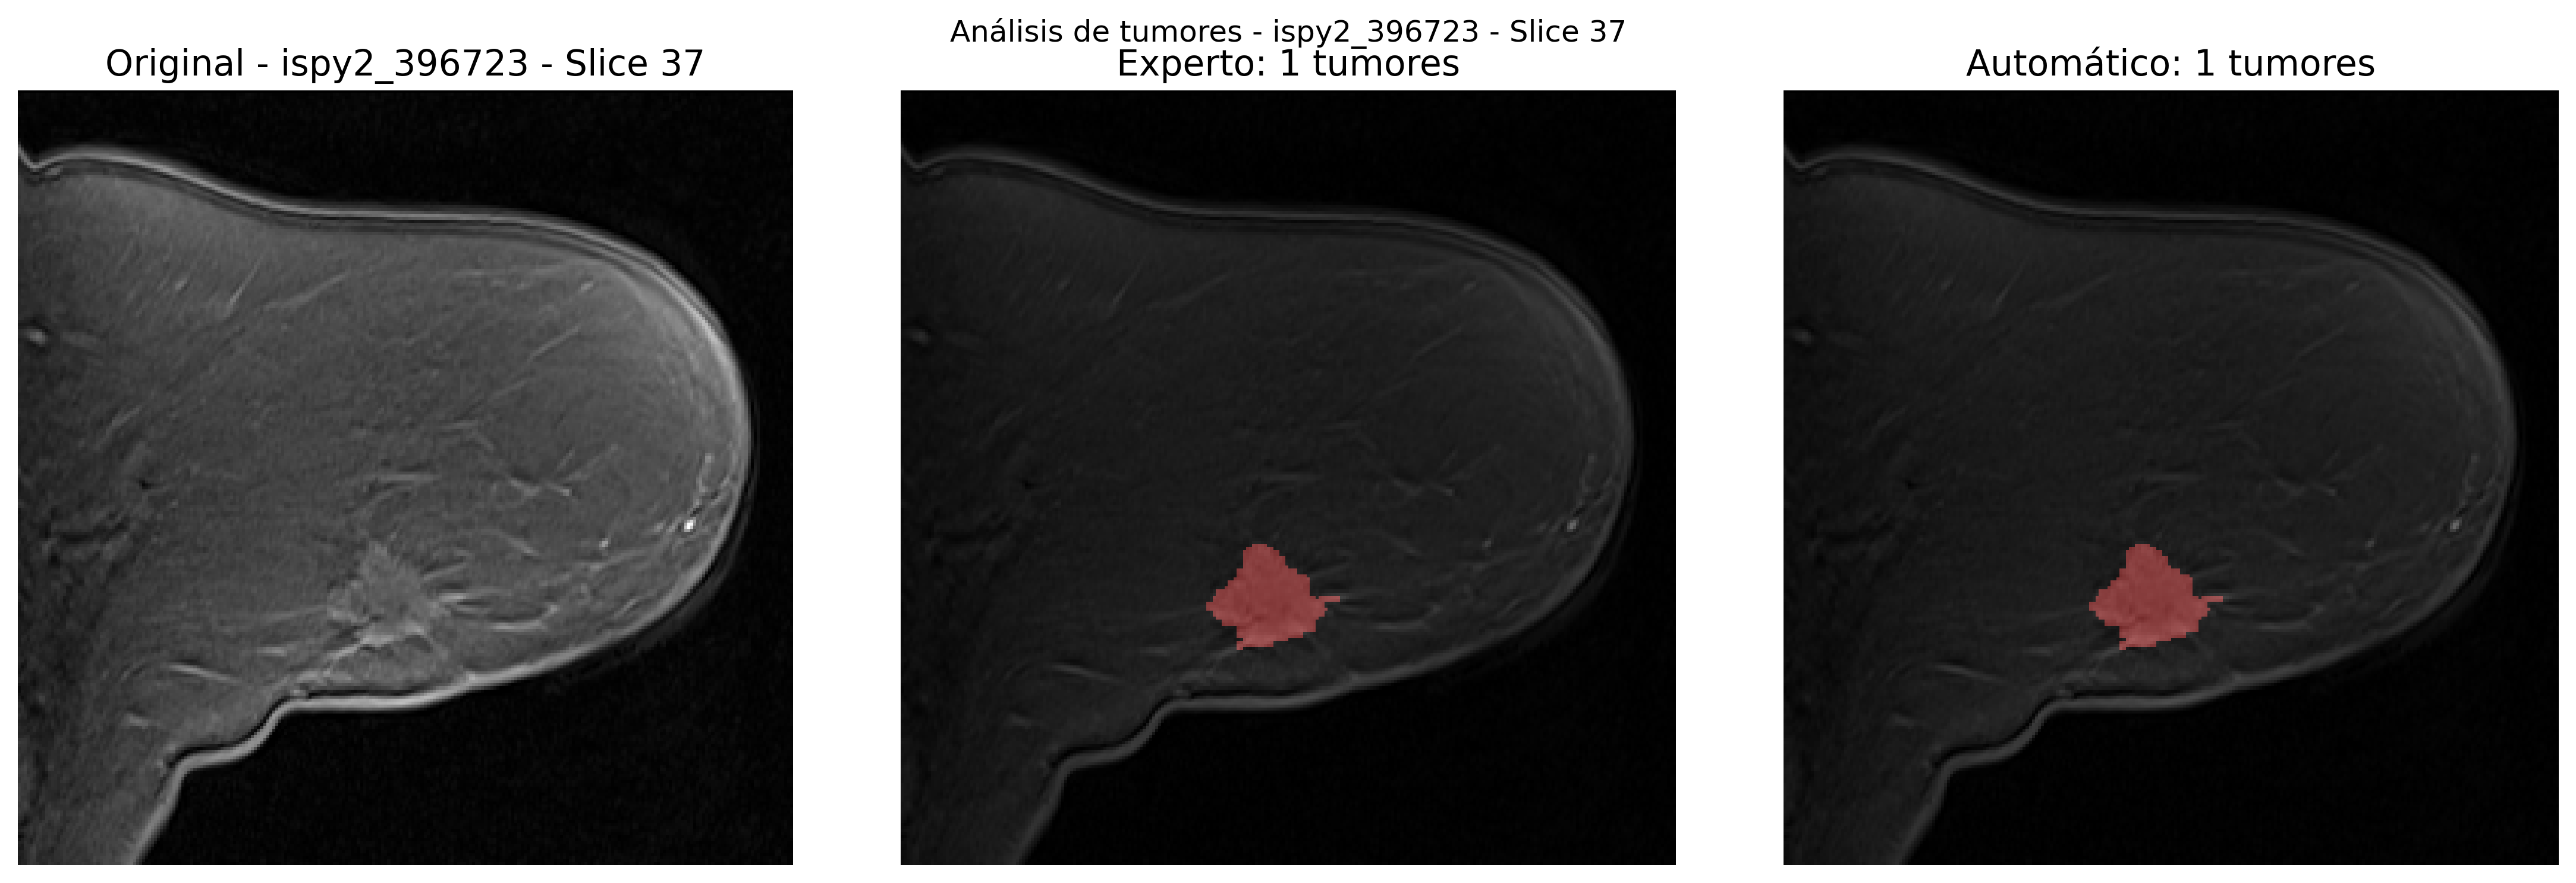 Análisis de tumores - ispy2_396723 - Slice 37
Original - ispy2_396723 - Slice 37
Experto: 1 tumores
Automático: 1 tumores